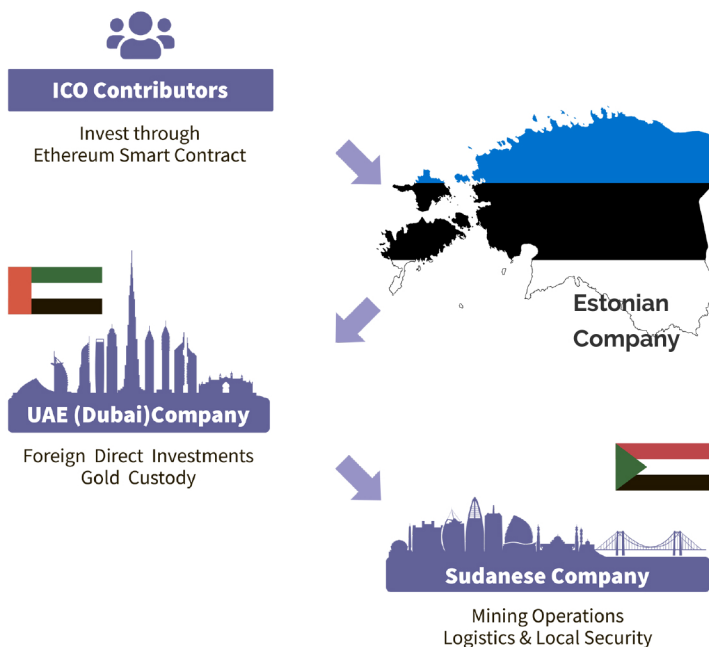 ICO Contributors
Invest through
Ethereum Smart Contract
Estonian
Company
UAE (Dubai)Company
Foreign Direct Investments
Gold Custody
Sudanese Company
Mining Operations
Logistics & Local Security